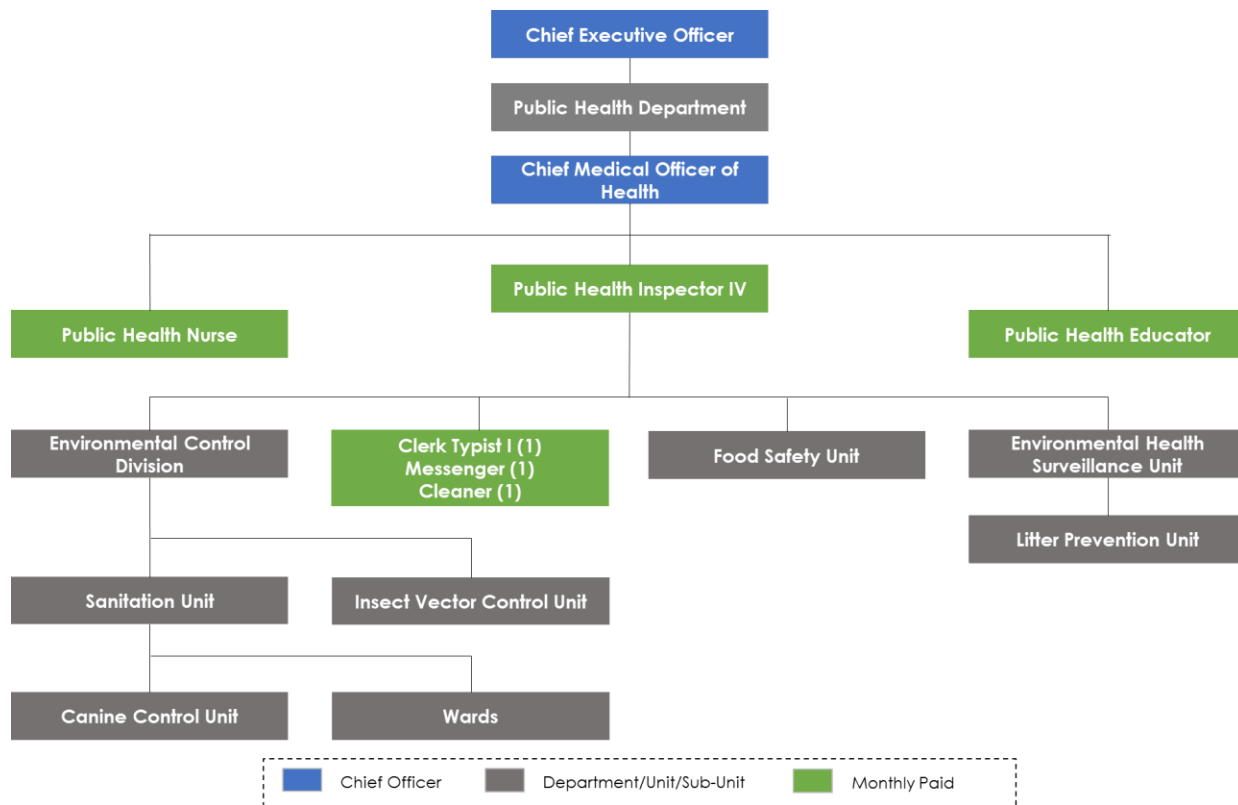 Chief Executive Officer
Public Health Department
Chief Medical Officer of
Health
Public Health Inspector IV
Public Health Nurse
Public Health Educator
Environmental Control
Division
Clerk Typist I (1)
Messenger (1)
Cleaner (1)
Food Safety Unit
Environmental Health
Surveillance Unit
Litter Prevention Unit
Sanitation Unit
Insect Vector Control Unit
Canine Control Unit
Wards
Chief Officer
Department/Unit/Sub-Unit
Monthly Paid